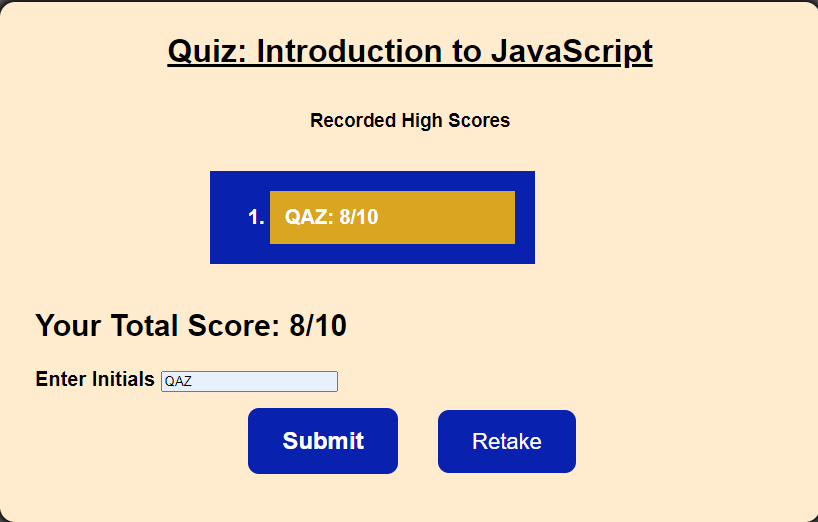 Quiz: Introduction to JavaScript
Recorded High Scores
1. QAZ: 8/10
Your Total Score: 8/10
Enter Initials QAZ
Submit Retake